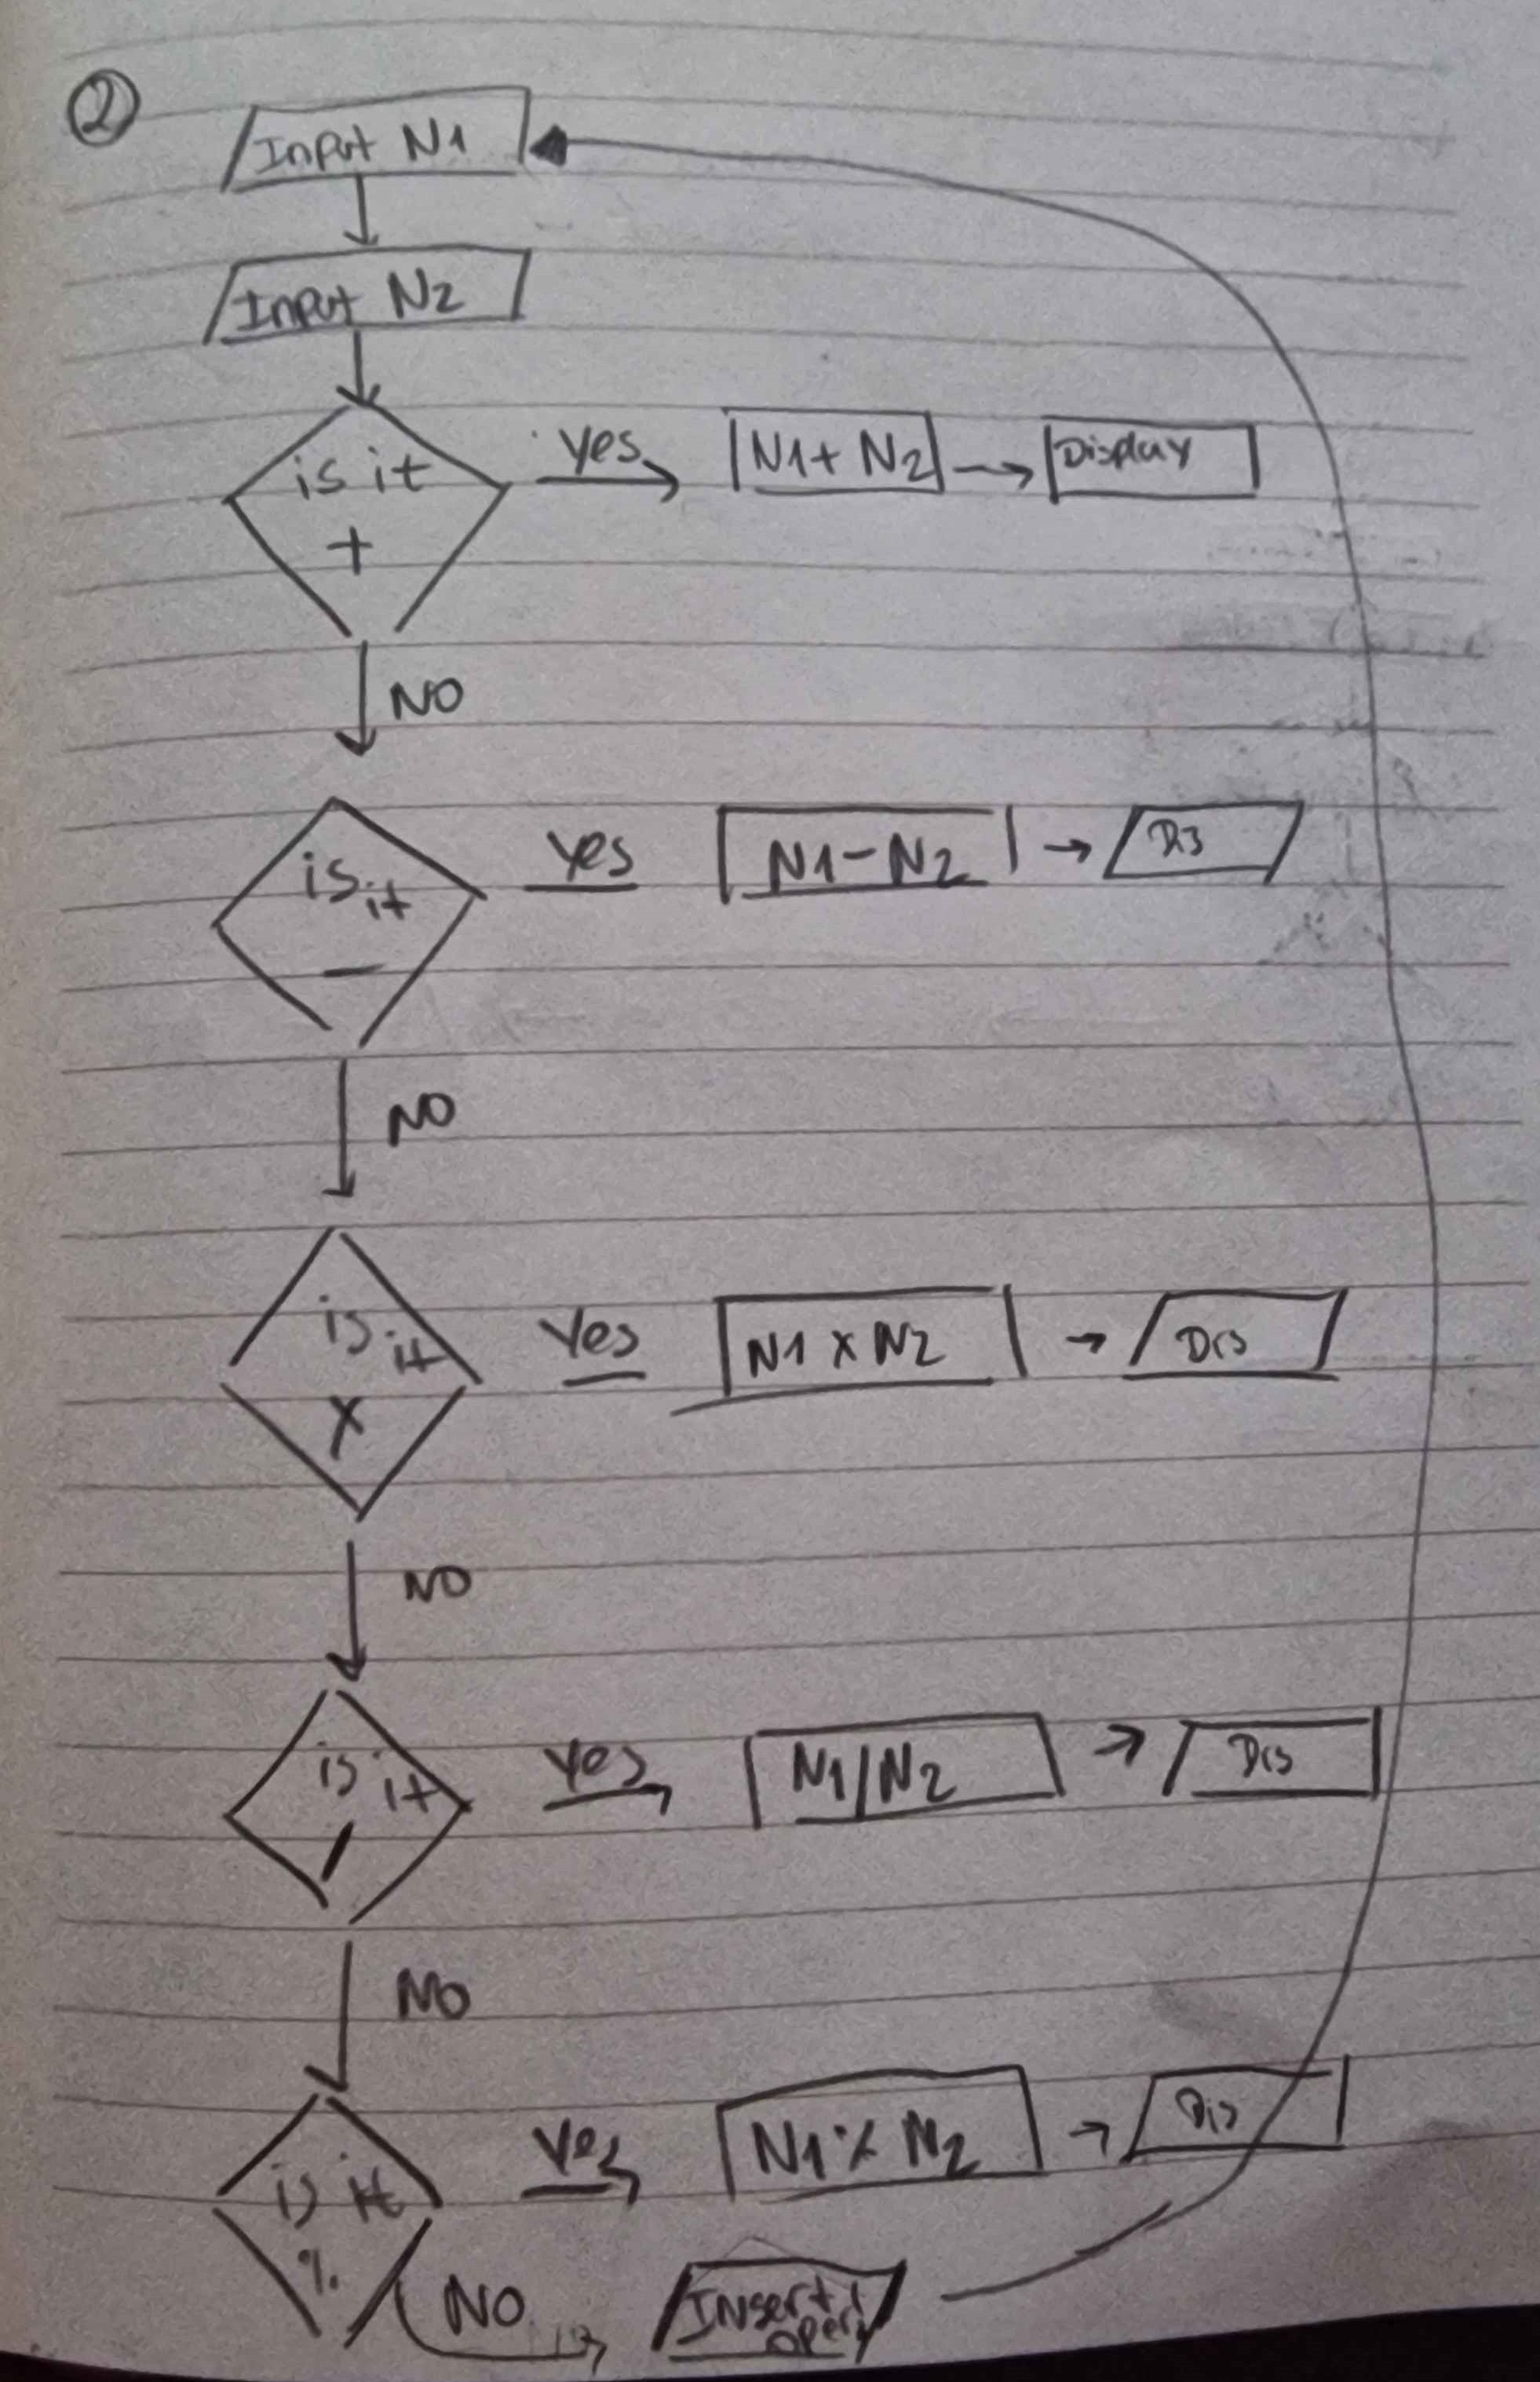 2
Input N1
Input N2
is it
+
yes
N1+ N2
Display
NO
is it
-
yes
N1-N2
NO
is it
X
yes
N1 x N2
Dis
NO
is it
/
yes
N1/N2
Dis
NO
is it
%
yes
N1 % N2
Dis
NO
INsert